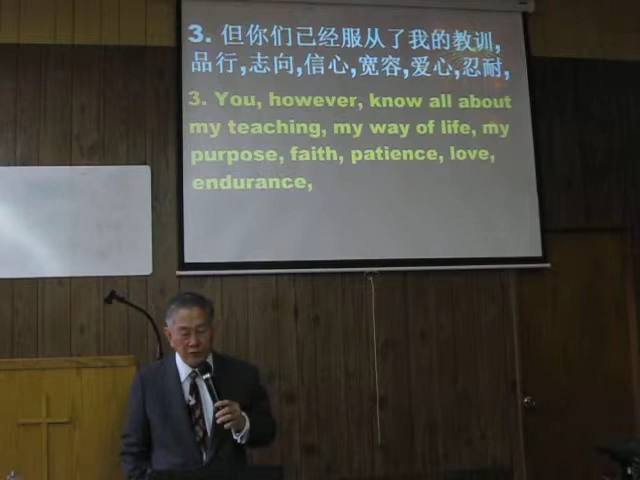 3. 但你们已经服从了我的教训,
品行,志向,信心,宽容,爱心,忍耐,
3. You, however, know all about
my teaching, my way of life, my
purpose, faith, patience, love,
endurance,